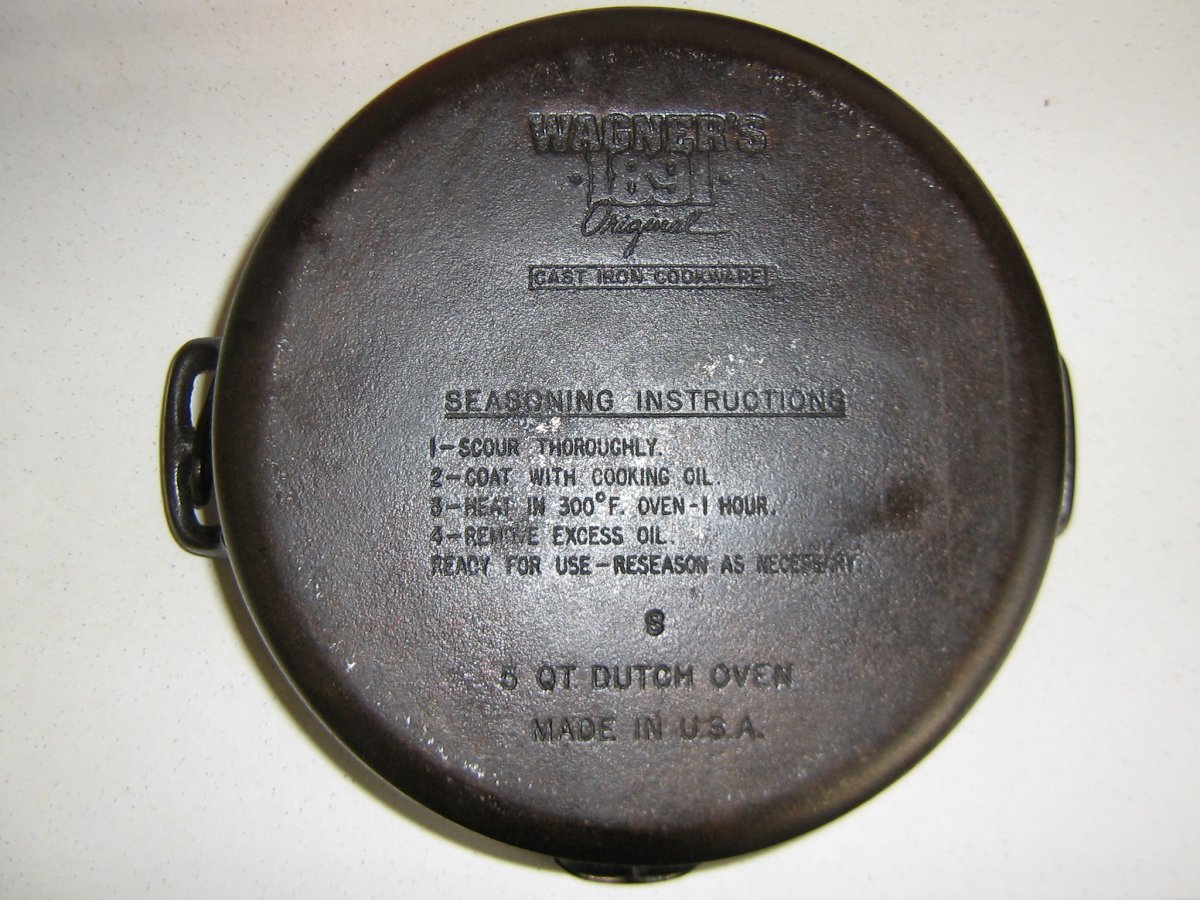 WAGNER'S
· 1891 ·
Original
CAST IRON COOKWARE
SEASONING INSTRUCTIONS
1-SCOUR THOROUGHLY.
2-COAT WITH COOKING OIL.
3-HEAT IN 300°F. OVEN-1 HOUR.
4-REMOVE EXCESS OIL.
READY FOR USE-RESEASON AS NECESSARY.
S
5 QT. DUTCH OVEN
MADE IN U.S.A.